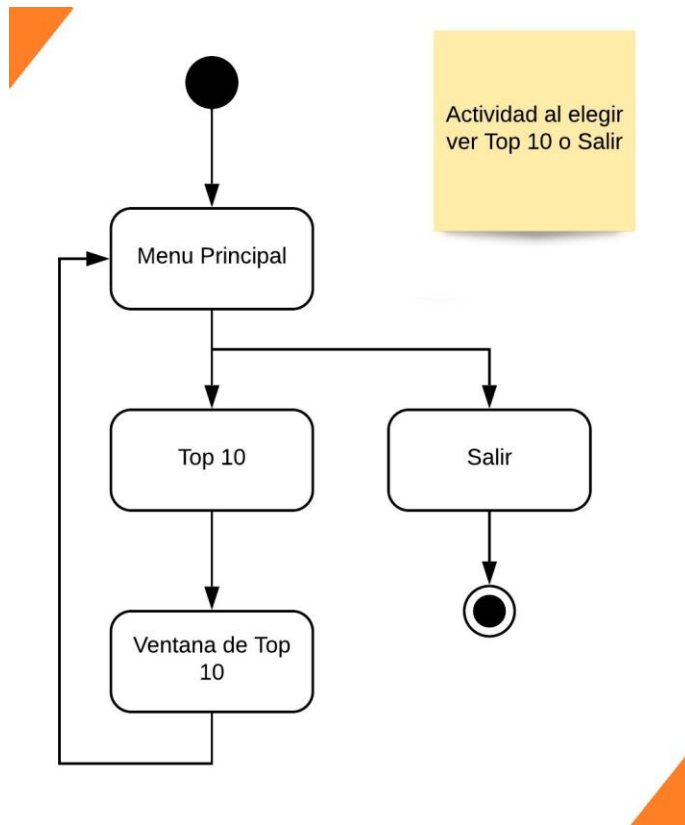 Actividad al elegir
ver Top 10 o Salir
Menu Principal
Top 10
Salir
Ventana de Top
10